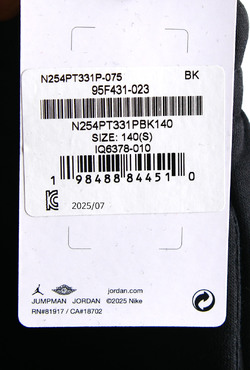 N254PT331P-075 BK
95F431-023
N254PT331PBK140
SIZE: 140(S)
IQ6378-010
1 98488 84451 0
2025/07
jordan.com
JUMPMAN JORDAN ©2025 Nike
RN#81917 / CA#18702